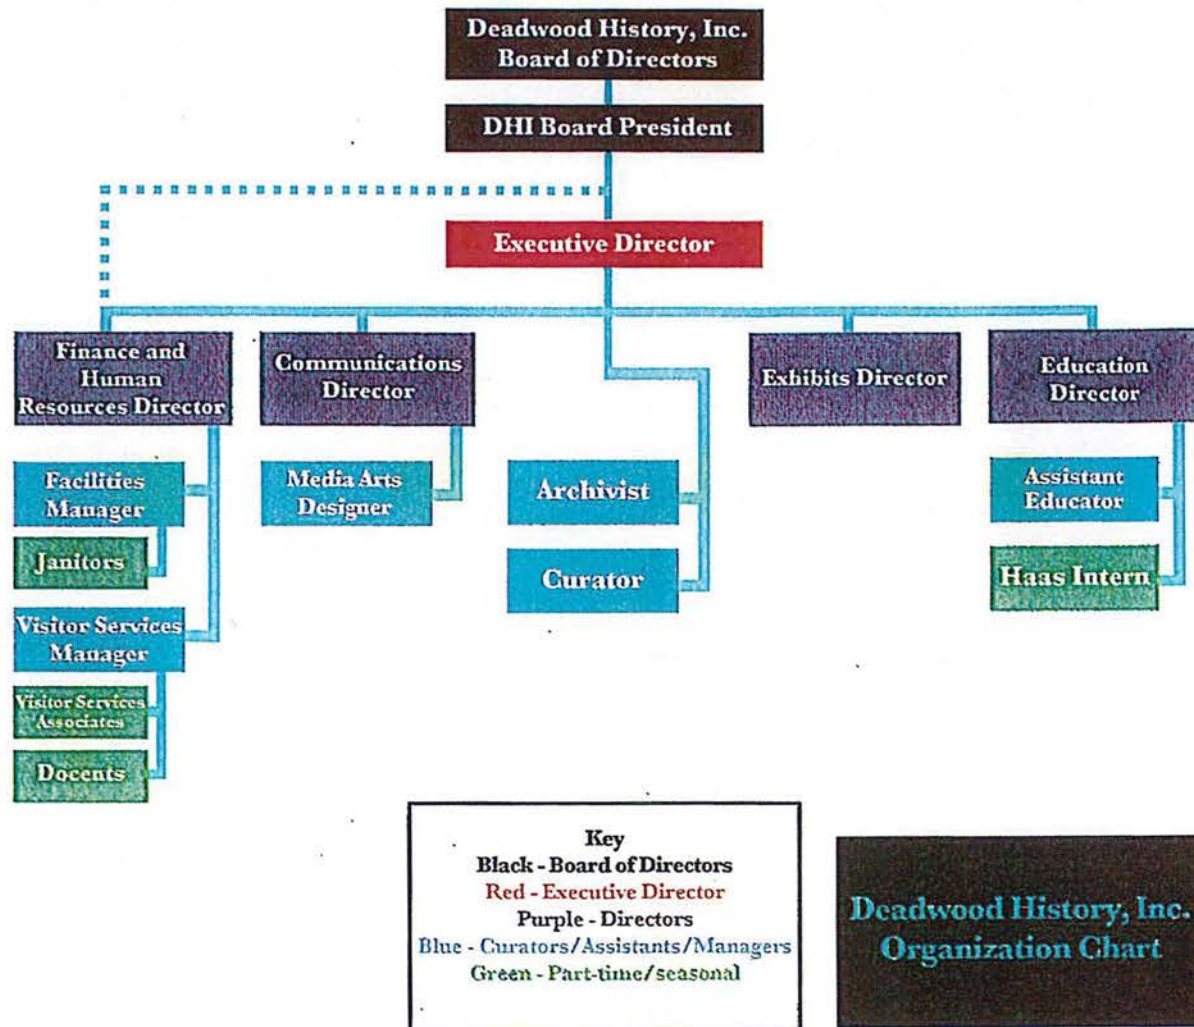 Deadwood History, Inc.
Board of Directors
DHI Board President
Executive Director
Finance and
Human
Resources Director
Communications
Director
Exhibits Director
Education
Director
Facilities
Manager
Media Arts
Designer
Archivist
Assistant
Educator
Janitors
Curator
Haas Intern
Visitor Services
Manager
Visitor Services
Associates
Docents
Key
Black - Board of Directors
Red - Executive Director
Purple - Directors
Blue - Curators/Assistants/Managers
Green - Part-time/seasonal
Deadwood History, Inc.
Organization Chart